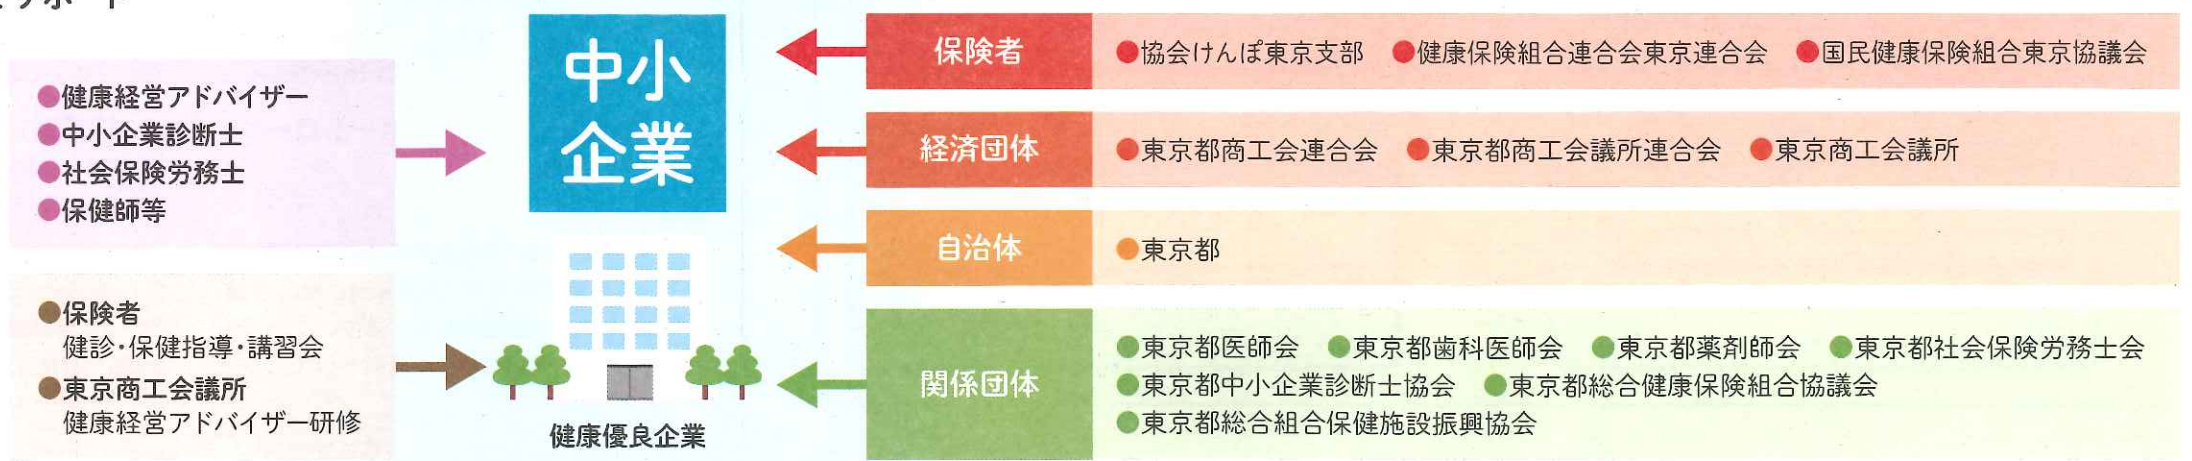 サポート
●健康経営アドバイザー
●中小企業診断士
●社会保険労務士
●保健師等
●保険者
健診・保健指導・講習会
●東京商工会議所
健康経営アドバイザー研修
中小
企業
健康優良企業
保険者
●協会けんぽ東京支部 ●健康保険組合連合会東京連合会 ●国民健康保険組合東京協議会
経済団体
●東京都商工会連合会 ●東京都商工会議所連合会 ●東京商工会議所
自治体
●東京都
関係団体
●東京都医師会 ●東京都歯科医師会 ●東京都薬剤師会 ●東京都社会保険労務士会
●東京都中小企業診断士協会 ●東京都総合健康保険組合協議会
●東京都総合組合保健施設振興協会